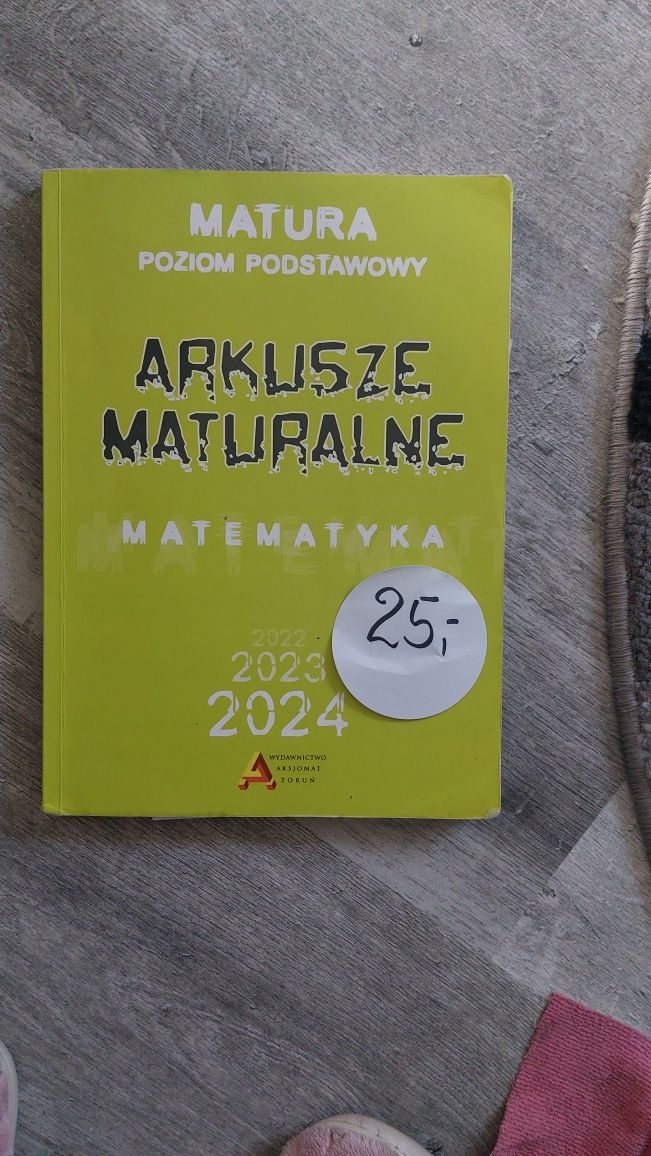 MATURA
POZIOM PODSTAWOWY
ARKUSZE
MATURALNE
MATEMATYKA
25,-
2022
2023
2024
WYDAWNICTWO
AKSJOMAT
TORUŃ